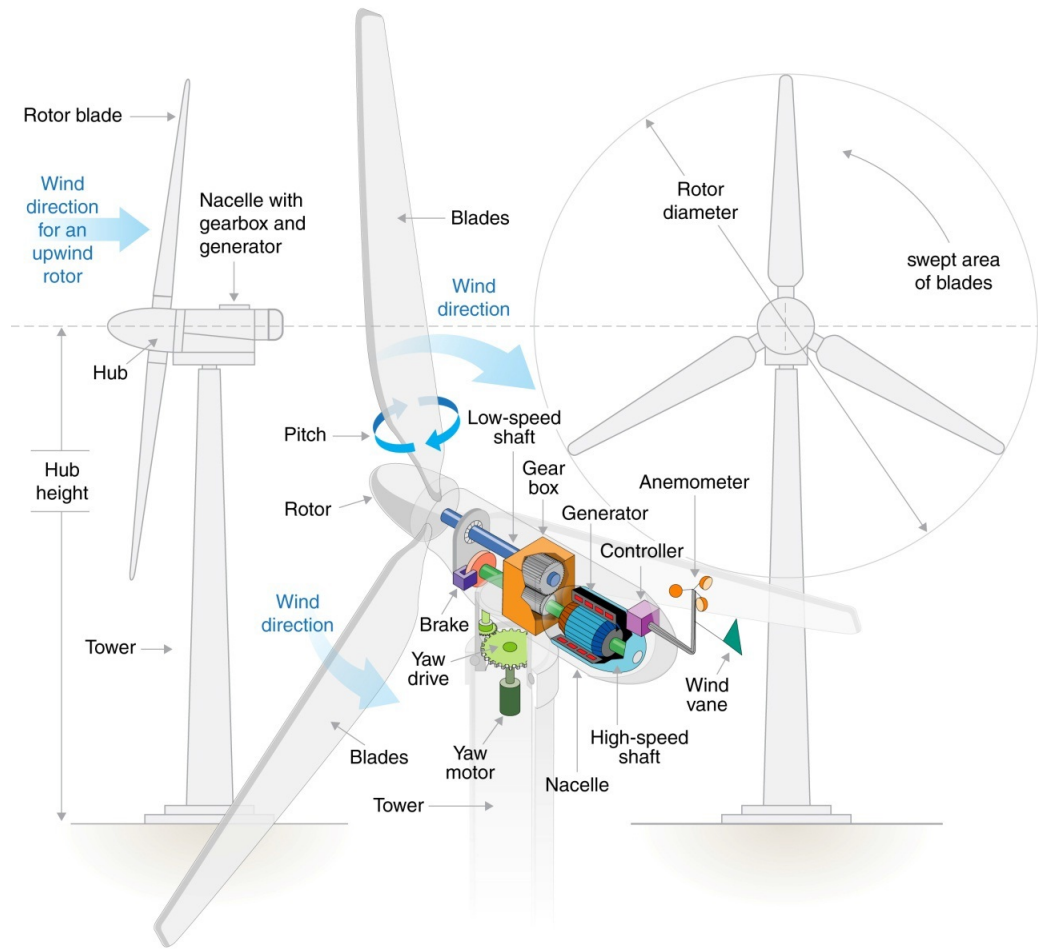 Rotor blade
Wind
direction
for an
upwind
rotor
Nacelle with
gearbox and
generator
Hub
Hub
height
Tower
Blades
Wind
direction
Pitch
Low-speed
shaft
Gear
box
Rotor
Generator
Controller
Anemometer
Brake
Wind
direction
Yaw
drive
Wind
vane
High-speed
shaft
Yaw
motor
Nacelle
Blades
Tower
Rotor
diameter
swept area
of blades